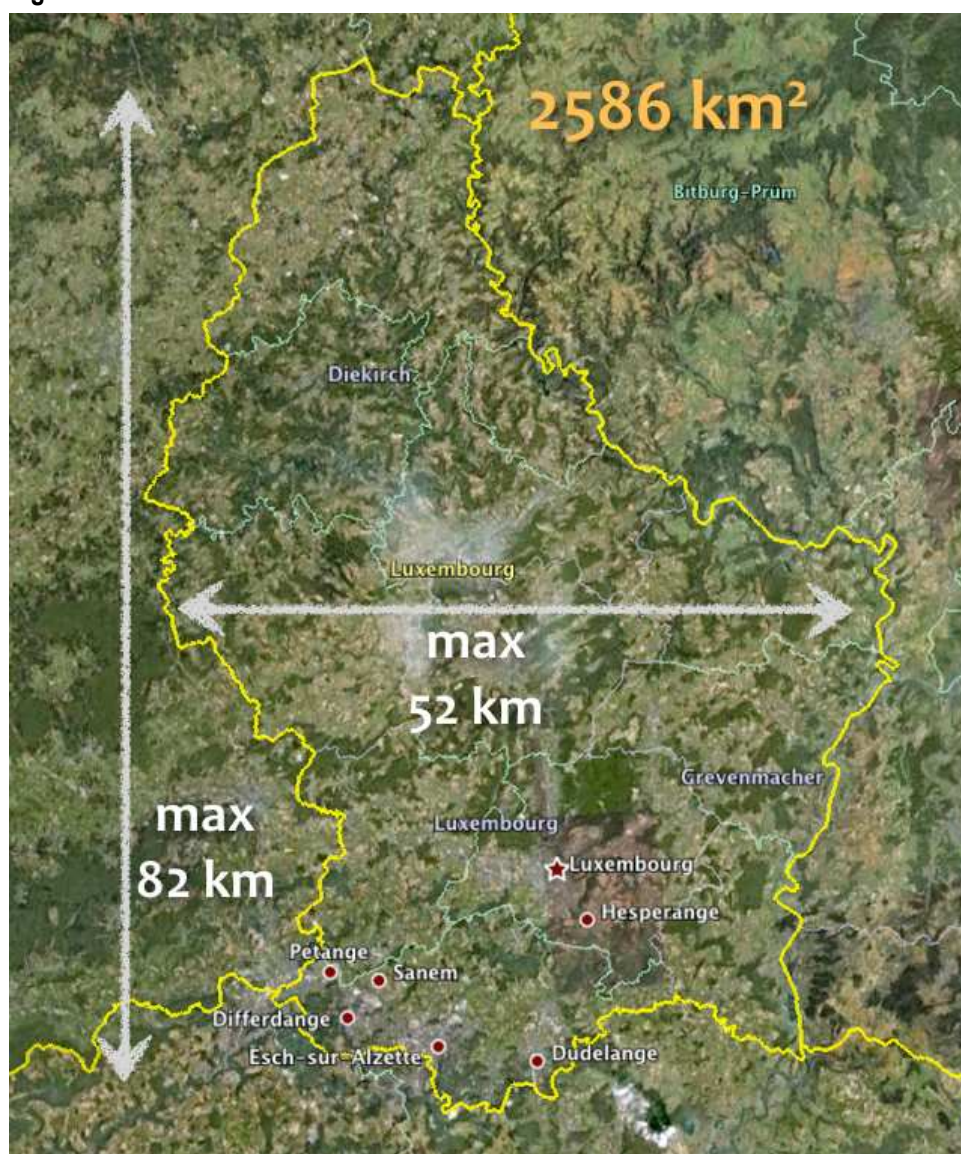 2586 km²
Bitburg-Prüm
Diekirch
Luxembourg
max
52 km
Grevenmacher
max
82 km
Luxembourg
Luxembourg
Hesperange
Petange
Sanem
Differdange
Esch-sur-Alzette
Dudelange